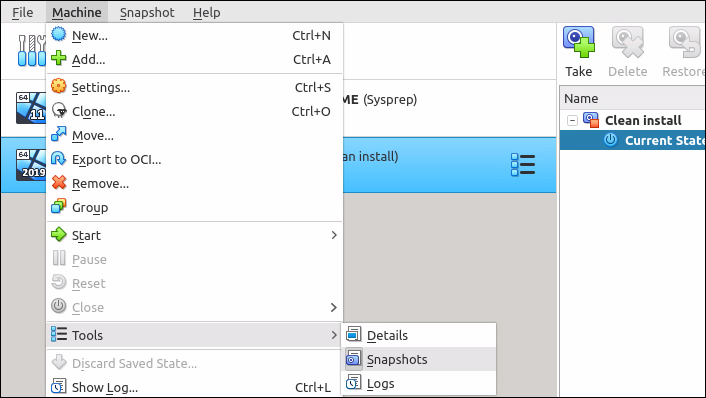 File Machine Snapshot Help
New... Ctrl+N
Add... Ctrl+A
Settings... Ctrl+S
Clone... Ctrl+O
Move...
Export to OCI...
Remove...
Group
Start
Pause
Reset
Close
Tools
Discard Saved State...
Show Log... Ctrl+L
Details
Snapshots
Logs
64
11
ME (Sysprep)
64
2019
an install)
Take Delete Restore
Name
Clean install
Current State